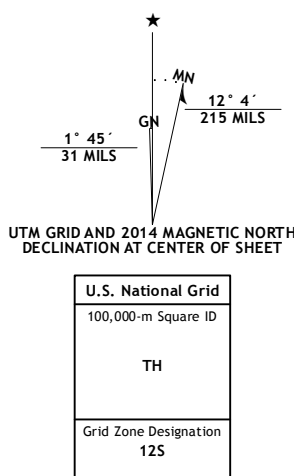 ★
MN
GN
12° 4´
215 MILS
1° 45´
31 MILS
UTM GRID AND 2014 MAGNETIC NORTH
DECLINATION AT CENTER OF SHEET
U.S. National Grid
100,000-m Square ID
TH
Grid Zone Designation
12S